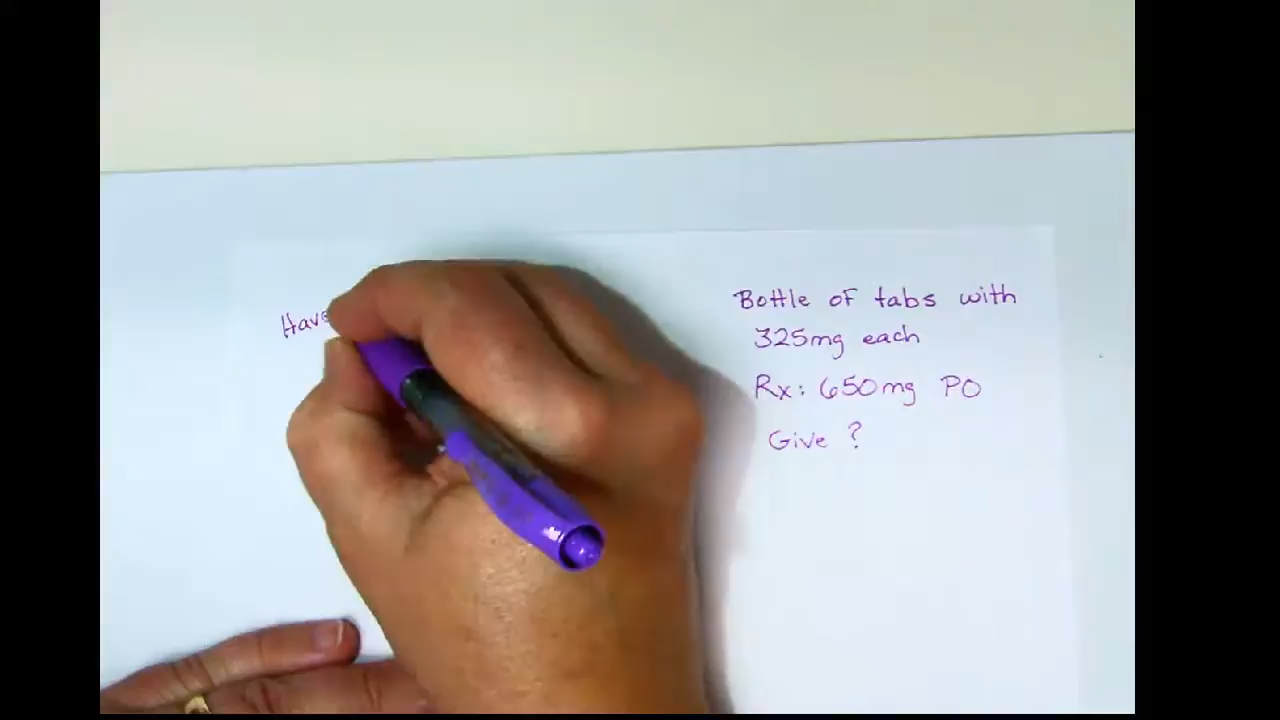 Have
Bottle of tabs with
325mg each
Rx: 650mg PO
Give ?